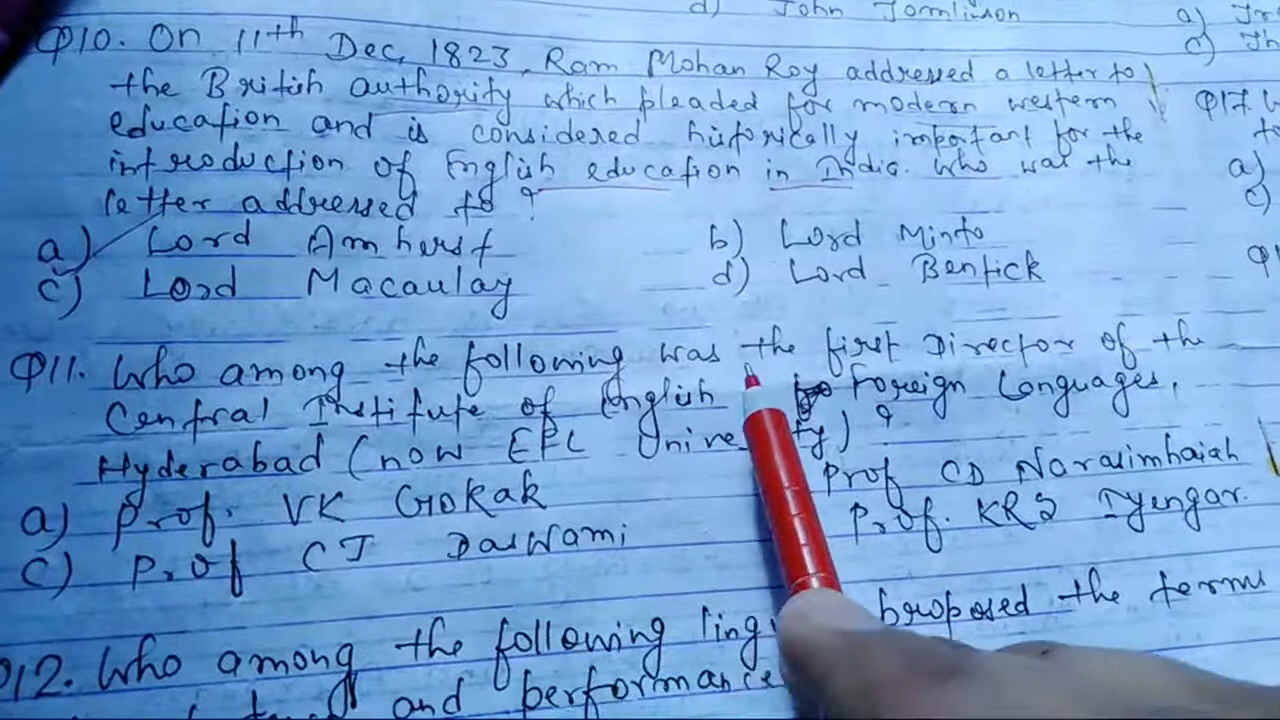 d) John Tomlinson
a)
c) Th
Q10. On 11th Dec, 1823, Ram Mohan Roy addressed a letter to
the British authority which pleaded for modern western
education and is considered historically important for the
introduction of English education in India. Who was the
letter addressed to ?
a) Lord Amherst b) Lord Minto
c) Lord Macaulay d) Lord Bentick
Q17.
a)
c)
Q11. Who among the following was the first Director of the
Central Institute of English Foreign Languages,
Hyderabad (now EFL ty) ?
a) Prof. VK Gokak Prof CD Narasimhaiah
c) Prof CJ Daswami Prof. KRS Iyengar.
Q12. Who among the following proposed the terms
and performance